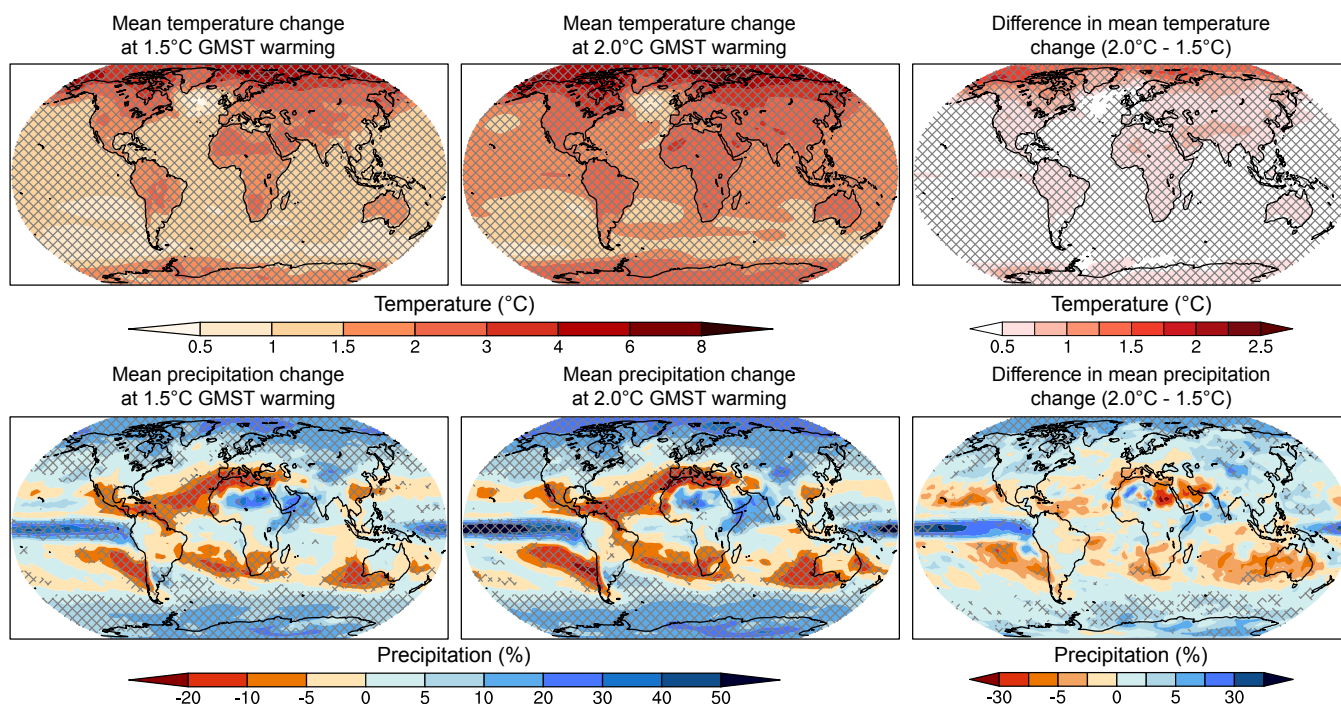 Mean temperature change
at 1.5°C GMST warming
Mean temperature change
at 2.0°C GMST warming
Difference in mean temperature
change (2.0°C - 1.5°C)
Temperature (°C)
0.5 1 1.5 2 3 4 6 8
Temperature (°C)
0.5 1 1.5 2 2.5
Mean precipitation change
at 1.5°C GMST warming
Mean precipitation change
at 2.0°C GMST warming
Difference in mean precipitation
change (2.0°C - 1.5°C)
Precipitation (%)
-20 -10 -5 0 5 10 20 30 40 50
Precipitation (%)
-30 -5 0 5 30